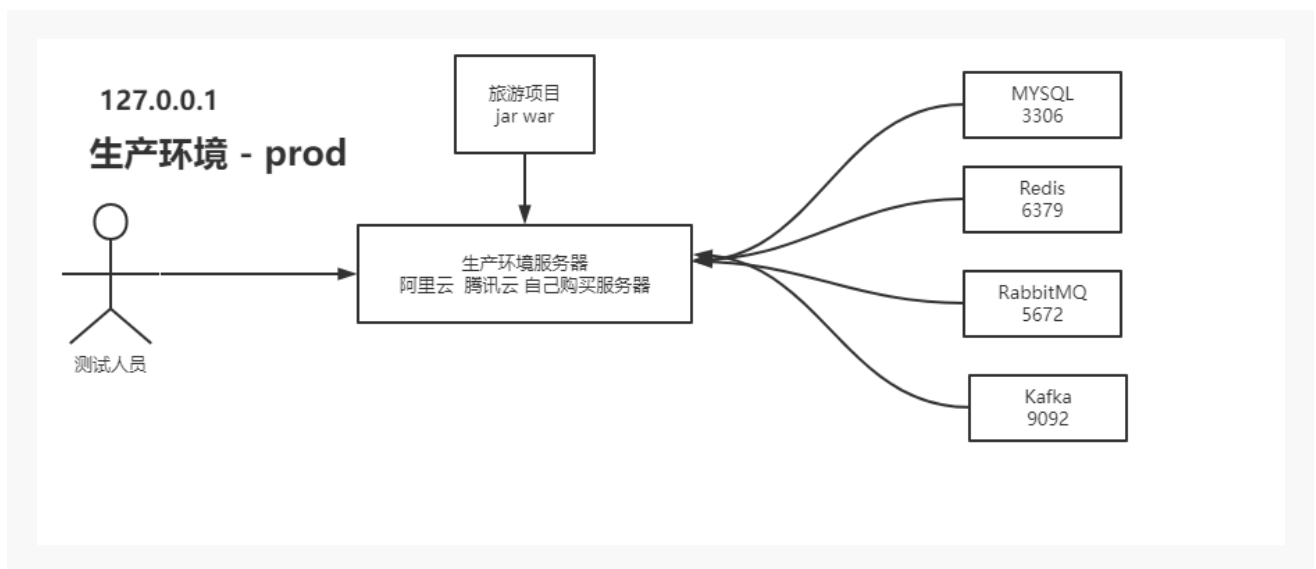 127.0.0.1
生产环境 - prod
测试人员
旅游项目
jar war
生产环境服务器
阿里云 腾讯云 自己购买服务器
MYSQL
3306
Redis
6379
RabbitMQ
5672
Kafka
9092